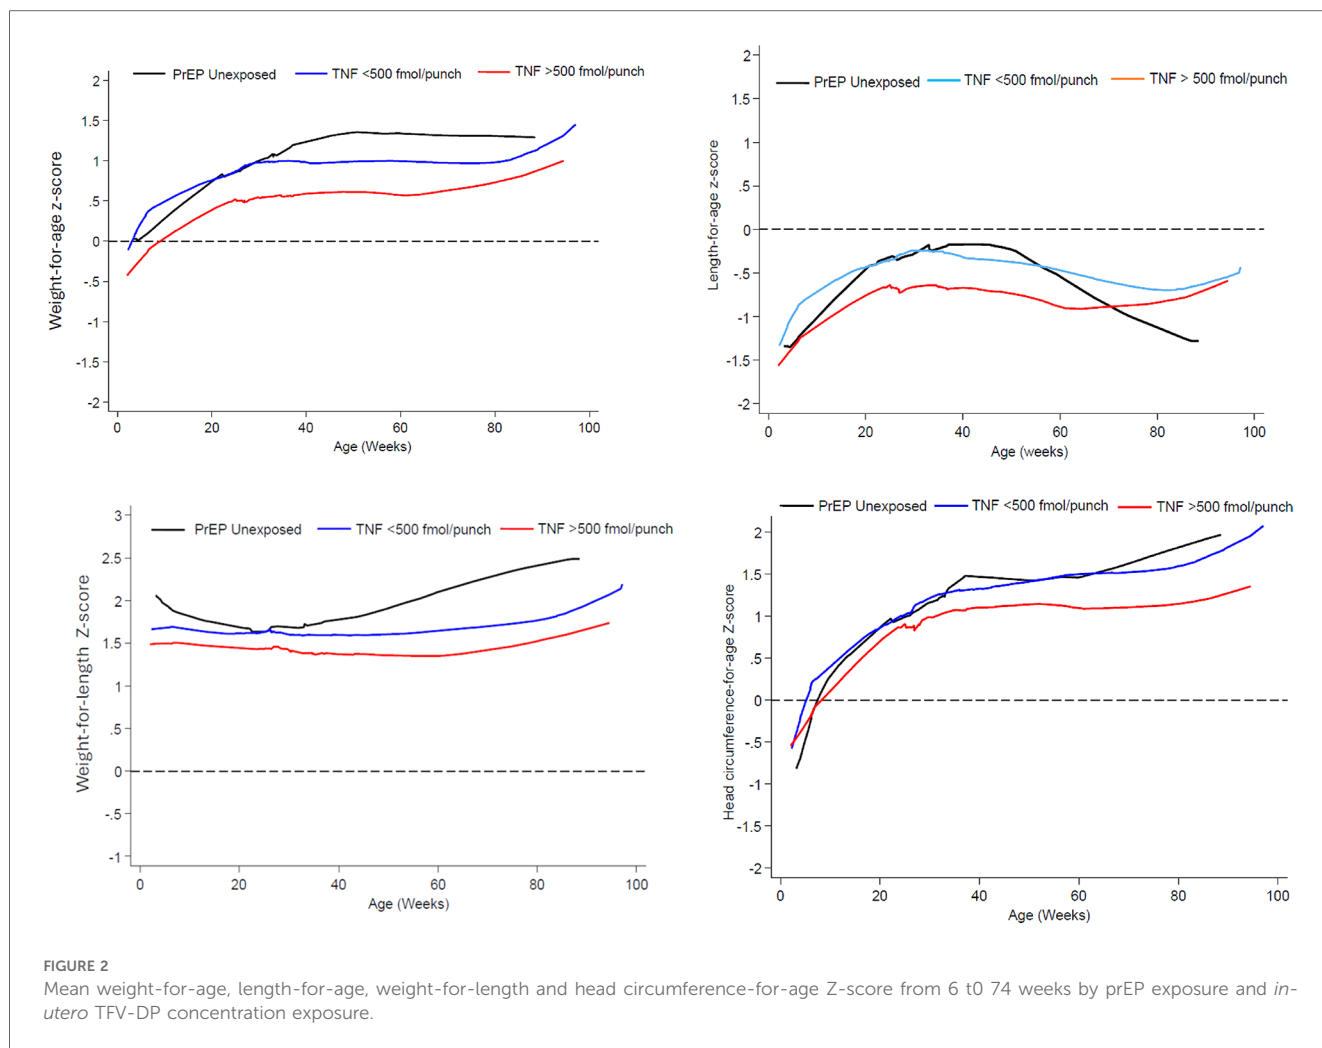 PrEP Unexposed TNF <500 fmol/punch TNF >500 fmol/punch
Weight-for-age z-score
2
1.5
1
.5
0
-.5
-1
-1.5
-2
0 20 40 60 80 100
Age (Weeks)
PrEP Unexposed TNF <500 fmol/punch TNF > 500 fmol/punch
Length-for-age z-score
2
1.5
1
.5
0
-.5
-1
-1.5
-2
0 20 40 60 80 100
Age (weeks)
PrEP Unexposed TNF <500 fmol/punch TNF >500 fmol/punch
Weight-for-length Z-score
3
2.5
2
1.5
1
0
-.5
-1
0 20 40 60 80 100
Age (Weeks)
PrEP Unexposed TNF <500 fmol/punch TNF >500 fmol/punch
Head circumference-for-age Z-score
2
1.5
1
.5
0
-.5
-1
-1.5
-2
0 20 40 60 80 100
Age (Weeks)
FIGURE 2
Mean weight-for-age, length-for-age, weight-for-length and head circumference-for-age Z-score from 6 t0 74 weeks by prEP exposure and in-
utero TFV-DP concentration exposure.